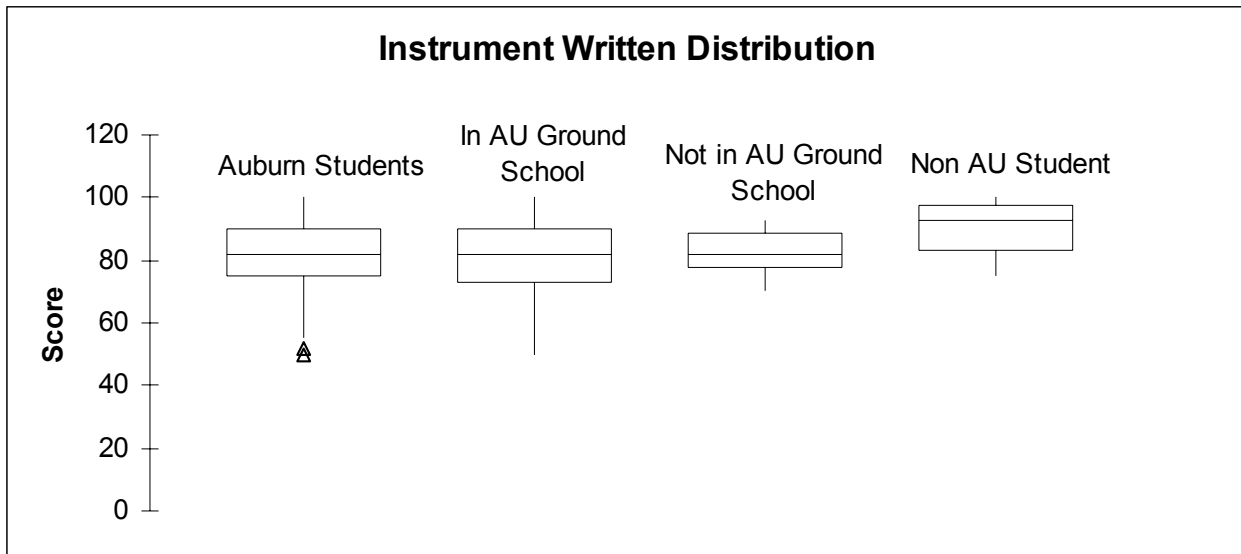 Instrument Written Distribution
Score
120
100
80
60
40
20
0
Auburn Students
In AU Ground
School
Not in AU Ground
School
Non AU Student